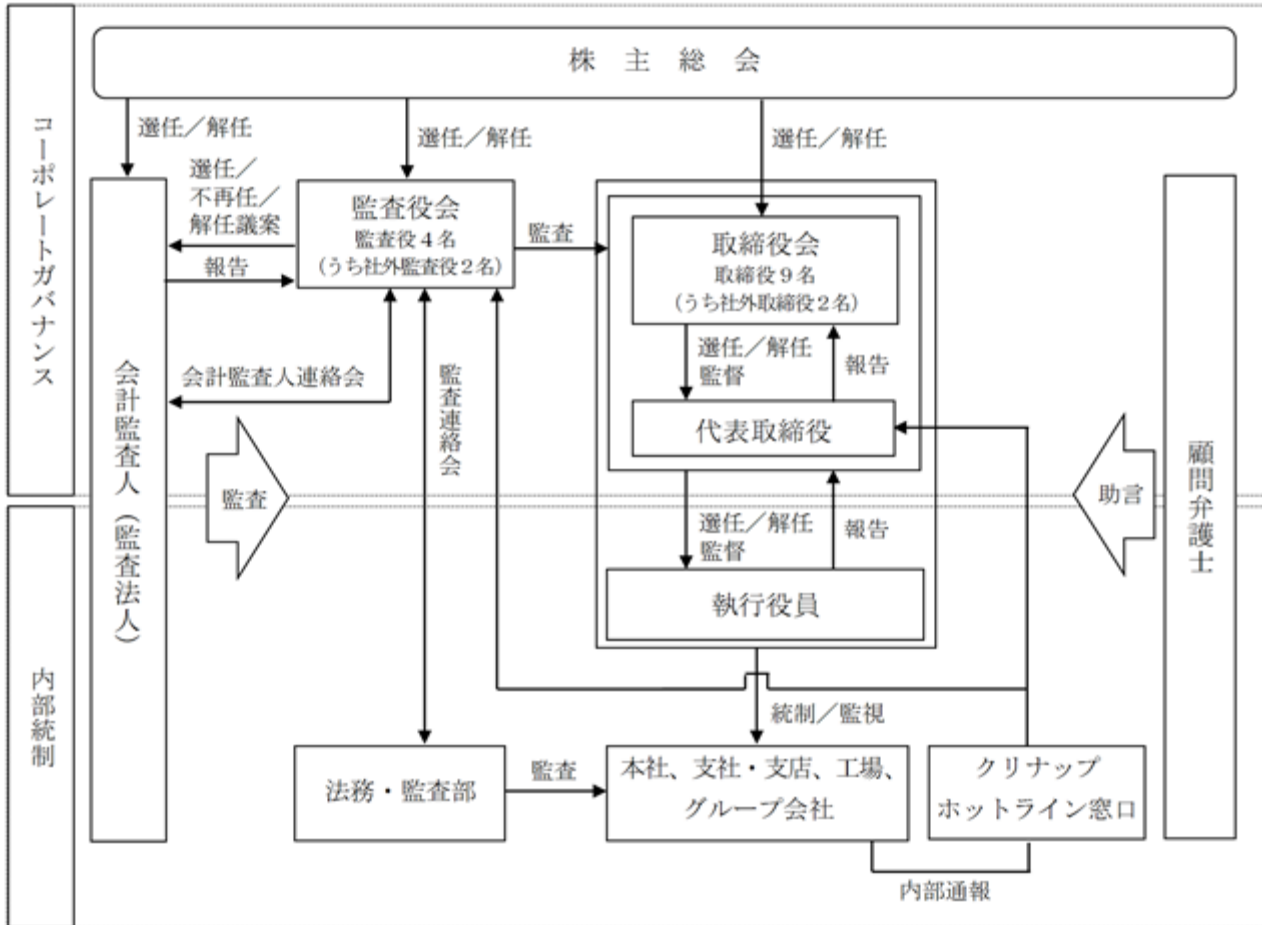 株主総会
コーポレートガバナンス
選任／解任
選任／解任
選任／解任
選任／
不再任／
解任議案
報告
監査役会
監査役４名
（うち社外監査役２名）
監査
取締役会
取締役９名
（うち社外取締役２名）
選任／解任
監督
報告
代表取締役
会計監査人連絡会
監査連絡会
会計監査人（監査法人）
監査
助言
顧問弁護士
選任／解任
監督
報告
執行役員
内部統制
統制／監視
法務・監査部
監査
本社、支社・支店、工場、
グループ会社
クリナップ
ホットライン窓口
内部通報